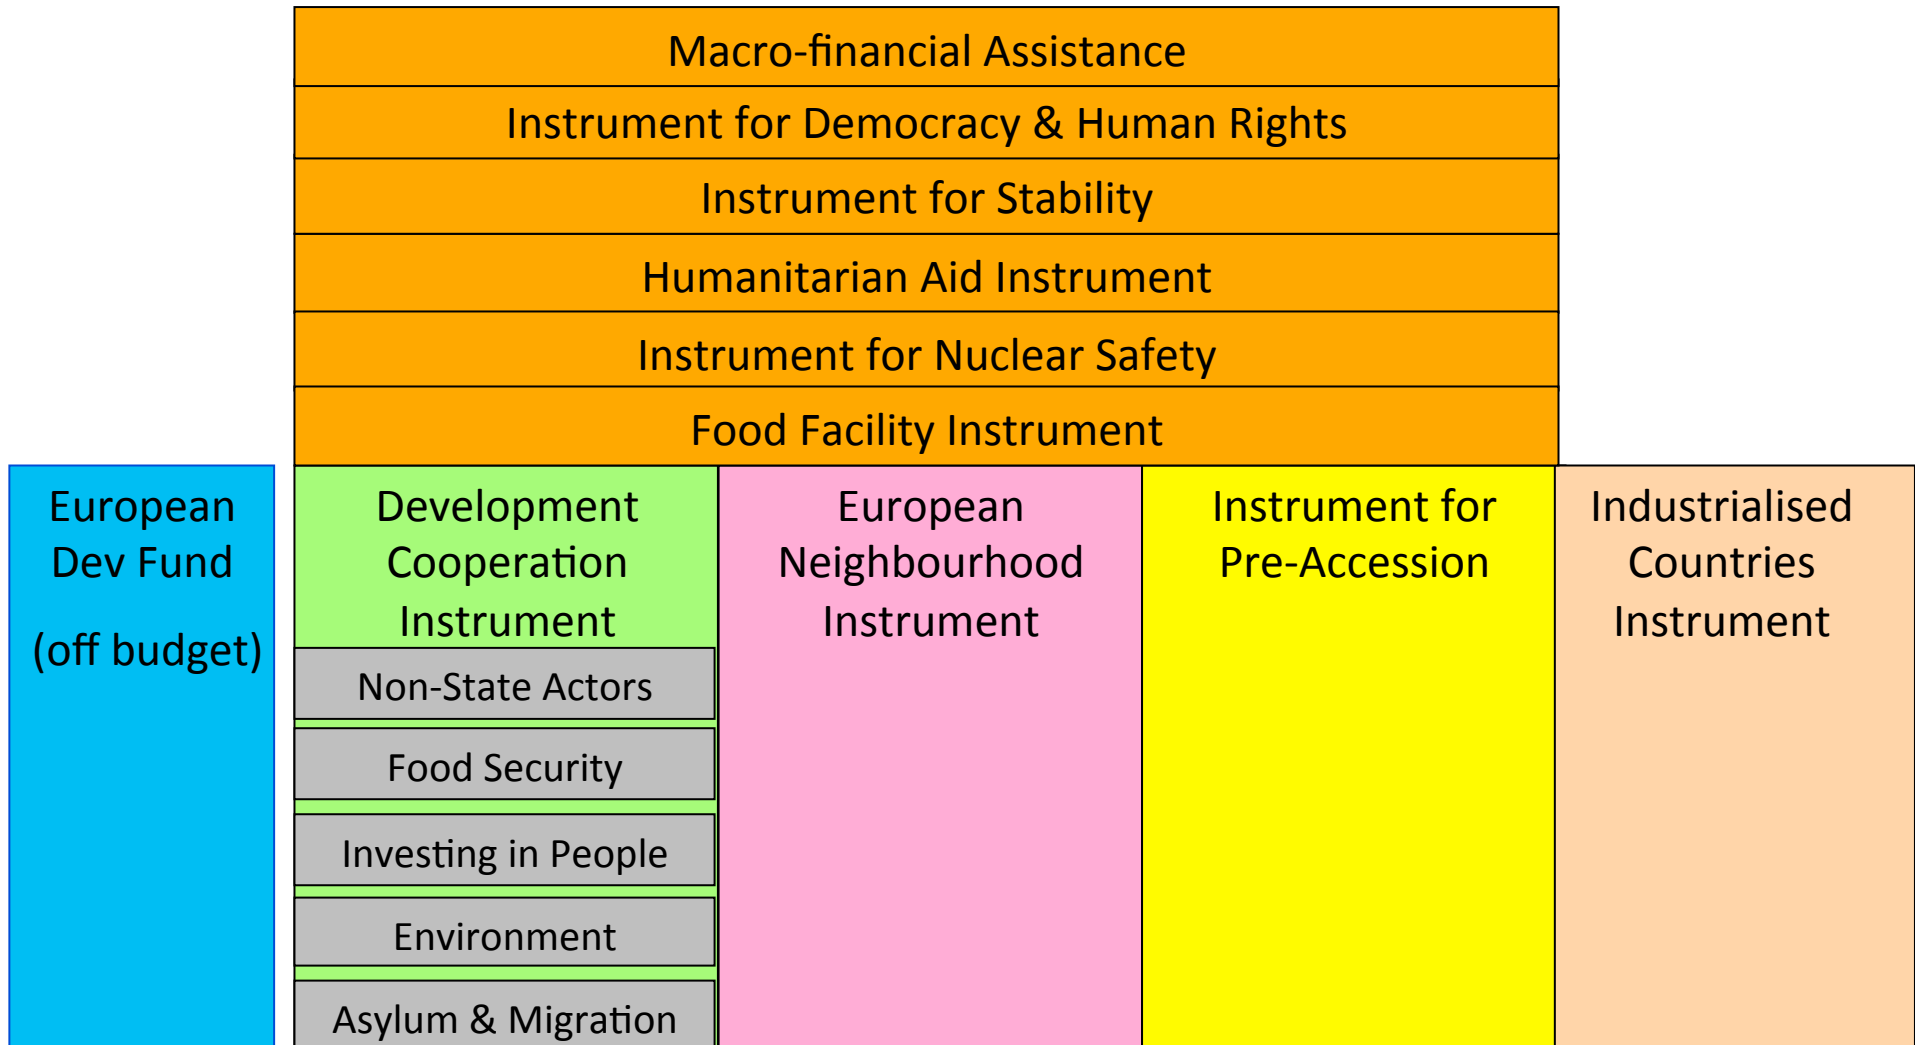 Macro-financial Assistance
Instrument for Democracy & Human Rights
Instrument for Stability
Humanitarian Aid Instrument
Instrument for Nuclear Safety
Food Facility Instrument
European
Dev Fund
(off budget)
Development
Cooperation
Instrument
Non-State Actors
Food Security
Investing in People
Environment
Asylum & Migration
European
Neighbourhood
Instrument
Instrument for
Pre-Accession
Industrialised
Countries
Instrument